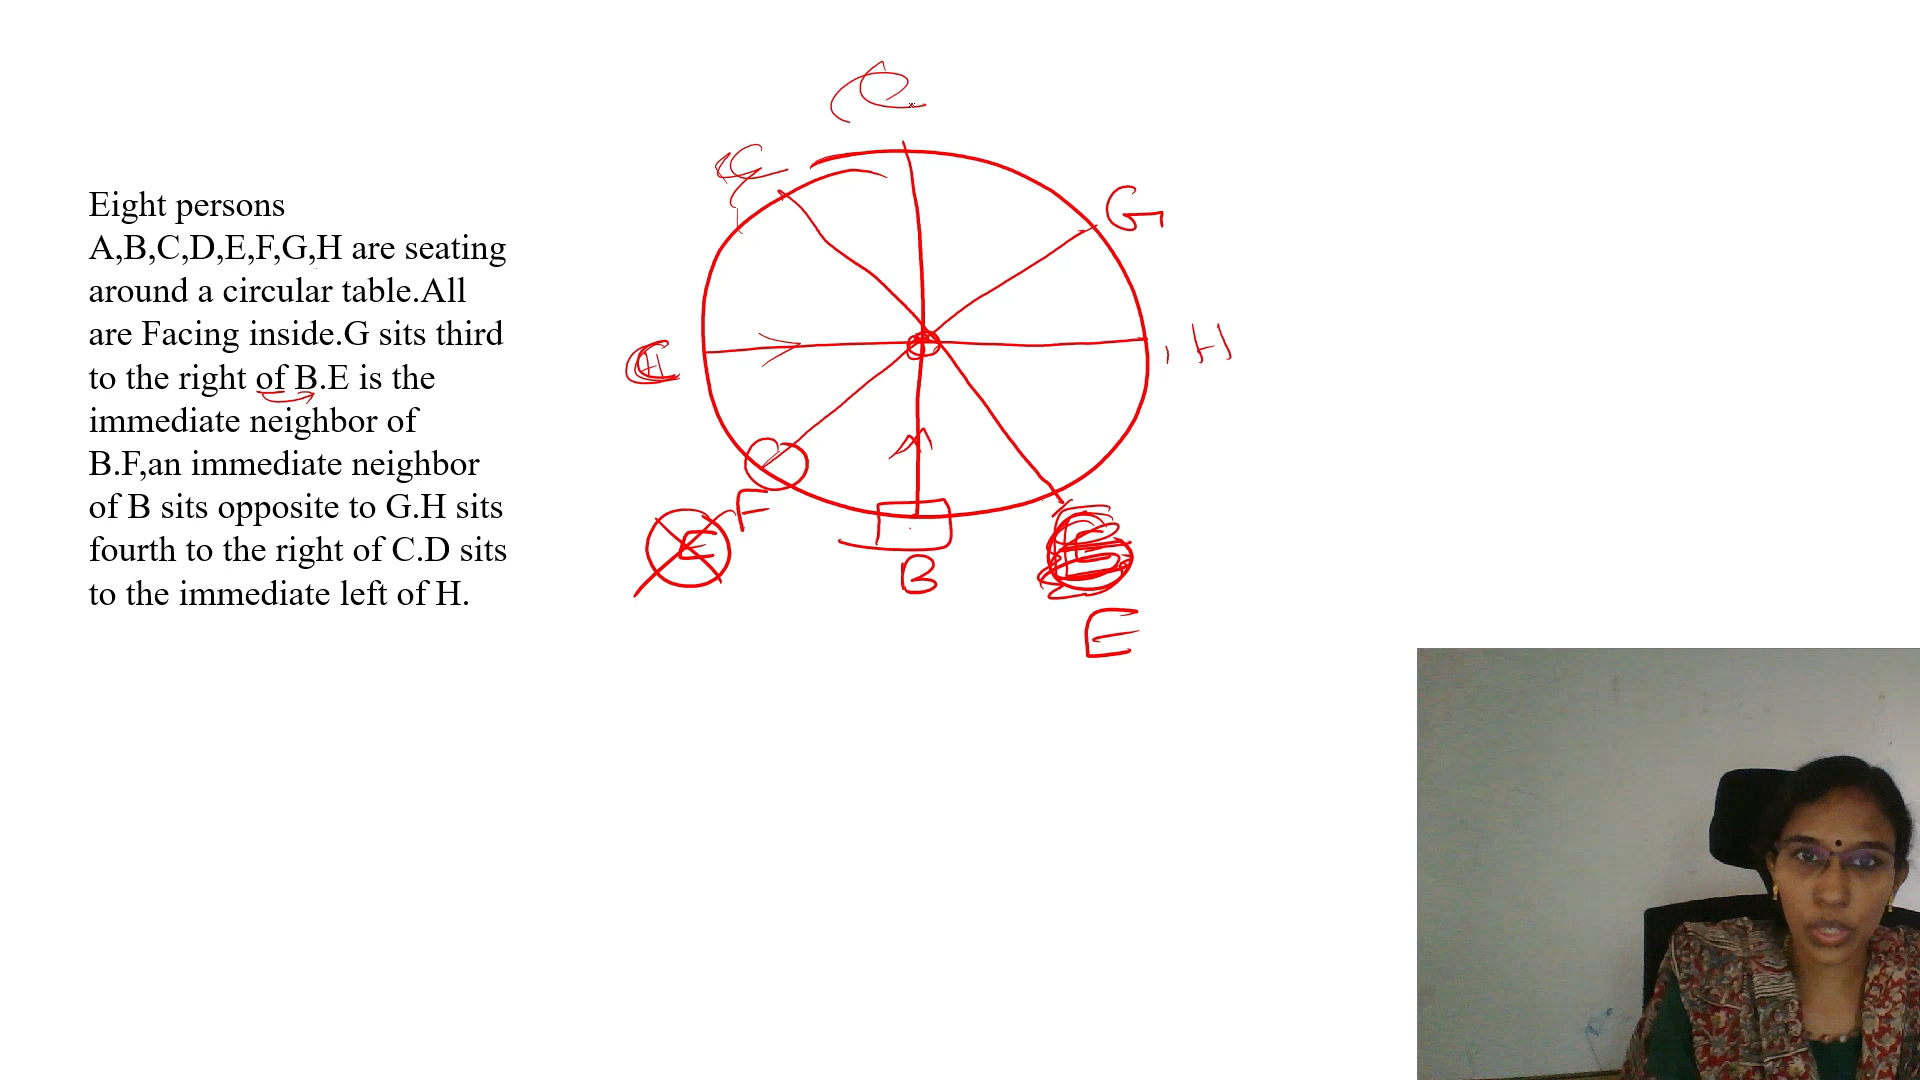 Eight persons
A,B,C,D,E,F,G,H are seating
around a circular table.All
are Facing inside.G sits third
to the right of B.E is the
immediate neighbor of
B.F,an immediate neighbor
of B sits opposite to G.H sits
fourth to the right of C.D sits
to the immediate left of H.
G
H
F
E
B
E